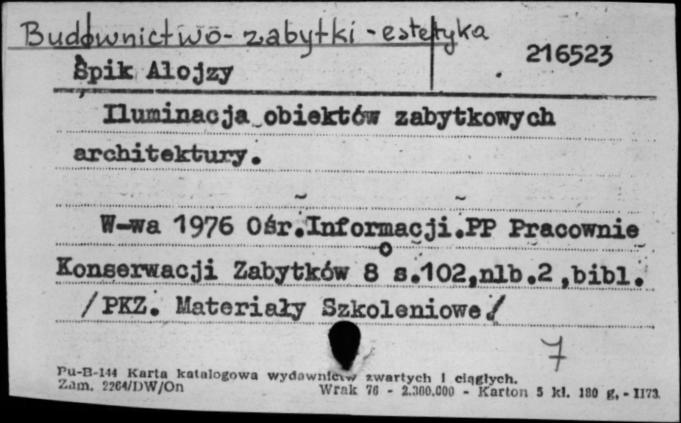 Budownictwo - zabytki - estetyka
216523
Spik Alojzy
Iluminacja obiektów zabytkowych
architektury.
W-wa 1976 Ośr.Informacji.PP Pracownie
Konserwacji Zabytków 8° s.102,nlb.2,bibl.
/PKZ. Materiały Szkoleniowe/
7
Pu-B-144 Karta katalogowa wydawnictw zwartych i ciągłych.
Zam. 2264/DW/On Wrak 76 - 2.300.000 - Karton 5 kl. 180 g. - 1173.